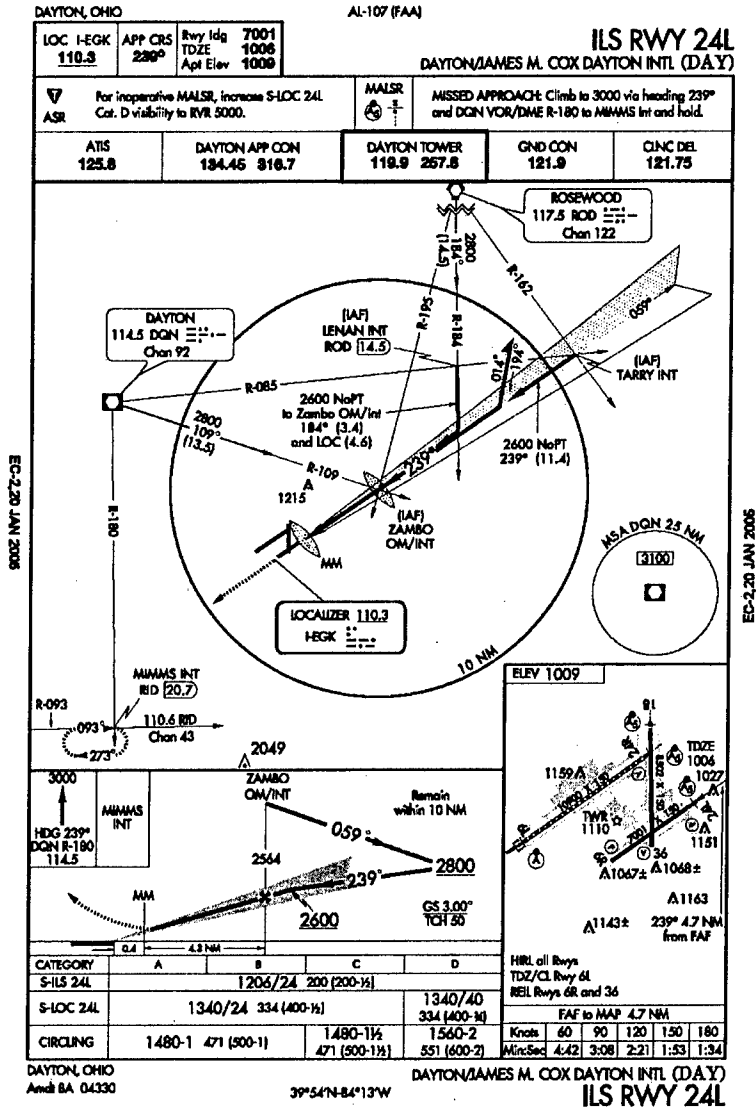 DAYTON, OHIO
AL-107 (FAA)
LOC I-EGK
110.3
APP CRS
239°
Rwy ldg 7001
TDZE 1006
Apt Elev 1009
ILS RWY 24L
DAYTON/JAMES M. COX DAYTON INTL (DAY)
T
ASR
For inoperative MALSR, increase S-LOC 24L
Cat. D visibility to RVR 5000.
MALSR
MISSED APPROACH: Climb to 3000 via heading 239°
and DQN VOR/DME R-180 to MIMMS Int and hold.
ATIS
125.8
DAYTON APP CON
134.45 316.7
DAYTON TOWER
119.9 257.8
GND CON
121.9
CLNC DEL
121.75
ROSEWOOD
117.5 ROD
Chan 122
2800
184°
(14.5)
R-195
R-184
R-162
059°
DAYTON
114.5 DQN
Chan 92
(IAF)
LENAN INT
ROD 14.5
014°
194°
(IAF)
TARRY INT
R-085
2600 NoPT
to Zambo OM/Int
184° (3.4)
and LOC (4.6)
2600 NoPT
239° (11.4)
2800
109°
(13.5)
R-109
239°
1215
(IAF)
ZAMBO
OM/INT
R-180
MM
MSA DQN 25 NM
3100
LOCALIZER 110.3
I-EGK
10 NM
EC-2, 20 JAN 2005
EC-2, 20 JAN 2005
MIMMS INT
RID 20.7
R-093
093°
110.6 RID
Chan 43
273°
2049
ELEV 1009
18
TDZE
1006
1159
10900 X 150
8502 X 150
1027
TWR
1110
7001 X 150
1151
36
1067±
1068±
1163
1143±
239° 4.7 NM
from FAF
HIRL all Rwys
TDZ/CL Rwy 6L
REIL Rwys 6R and 36
3000
HDG 239°
DQN R-180
114.5
MIMMS
INT
ZAMBO
OM/INT
Remain
within 10 NM
059°
2564
2800
239°
MM
2600
GS 3.00°
TCH 50
0.4
4.3 NM
CATEGORY A B C D
S-ILS 24L 1206/24 200 (200-½)
S-LOC 24L 1340/24 334 (400-½) 1340/40
334 (400-¾)
CIRCLING 1480-1 471 (500-1) 1480-1½
471 (500-1½) 1560-2
551 (600-2)
FAF to MAP 4.7 NM
Knots 60 90 120 150 180
Min:Sec 4:42 3:08 2:21 1:53 1:34
DAYTON, OHIO
Amdt 8A 04330
39°54'N-84°13'W
DAYTON/JAMES M. COX DAYTON INTL (DAY)
ILS RWY 24L